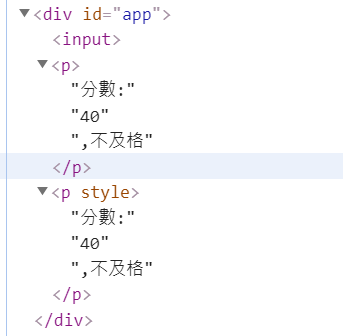 ▼<div id="app">
<input>
▼<p>
"分數:"
"40"
",不及格"
</p>
▼<p style>
"分數:"
"40"
",不及格"
</p>
</div>